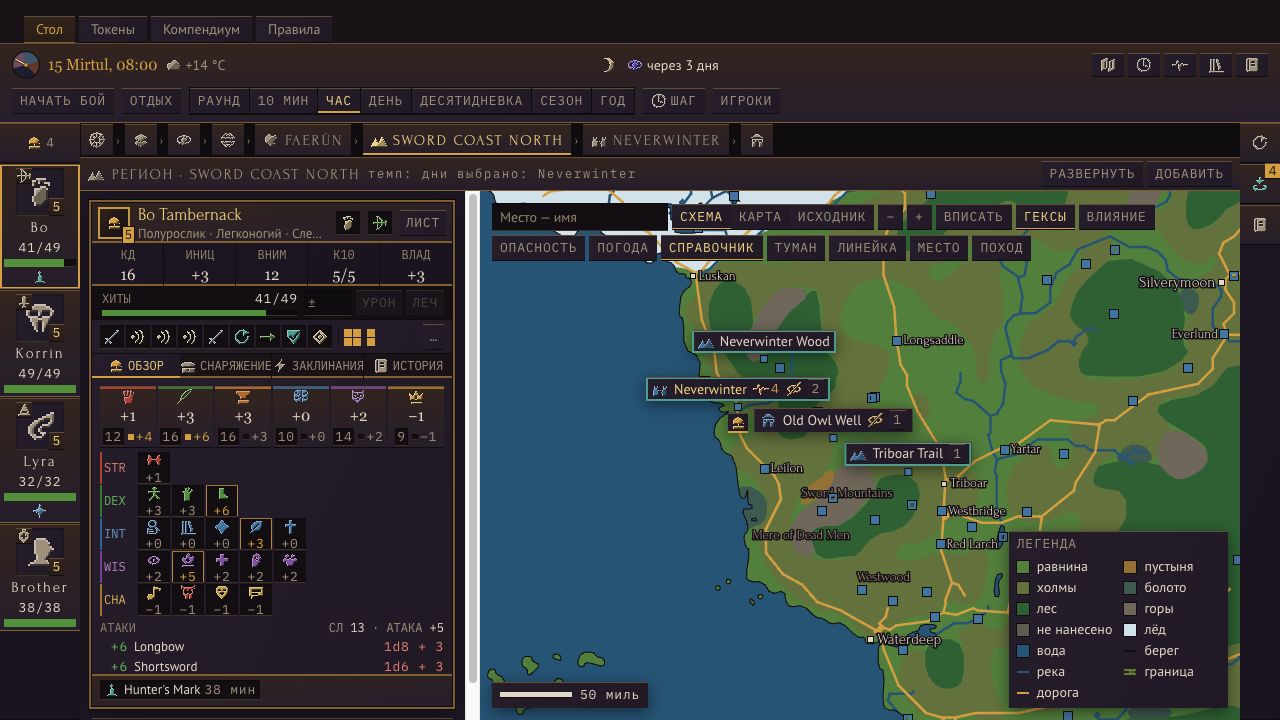 Стол Токены Компендиум Правила
15 Mirtul, 08:00 +14 °C через 3 дня
НАЧАТЬ БОЙ ОТДЫХ РАУНД 10 МИН ЧАС ДЕНЬ ДЕСЯТИДНЕВКА СЕЗОН ГОД ШАГ ИГРОКИ
4 FAERÛN SWORD COAST NORTH NEVERWINTER
РЕГИОН · SWORD COAST NORTH темп: дни выбрано: Neverwinter РАЗВЕРНУТЬ ДОБАВИТЬ
4
5
Bo
41/49
5
Korrin
49/49
5
Lyra
32/32
5
Brother
38/38
Bo Tambernack
5 Полурослик · Легконогий · Сле… ЛИСТ
КД ИНИЦ ВНИМ К10 ВЛАД
16 +3 12 5/5 +3
ХИТЫ 41/49 ± УРОН ЛЕЧ
…
ОБЗОР СНАРЯЖЕНИЕ ЗАКЛИНАНИЯ ИСТОРИЯ
+1 +3 +3 +0 +2 −1
12 +4 16 +6 16 +3 10 +0 14 +2 9 −1
STR +1
DEX +3 +3 +6
INT +0 +0 +0 +3 +0
WIS +2 +5 +2 +2 +2
CHA −1 −1 −1 −1
АТАКИ СЛ 13 · АТАКА +5
+6 Longbow 1d8 + 3
+6 Shortsword 1d6 + 3
Hunter's Mark 38 мин
Место — имя СХЕМА КАРТА ИСХОДНИК − + ВПИСАТЬ ГЕКСЫ ВЛИЯНИЕ
ОПАСНОСТЬ ПОГОДА СПРАВОЧНИК ТУМАН ЛИНЕЙКА МЕСТО ПОХОД
Luskan
Silverymoon
Everlund
Neverwinter Wood
Longsaddle
Neverwinter 4 2
Old Owl Well 1
Triboar Trail 1
Yartar
Leilon
Triboar
Sword Mountains
Westbridge
Mere of Dead Men
Red Larch
Westwood
Waterdeep
50 миль
ЛЕГЕНДА
равнина пустыня
холмы болото
лес горы
не нанесено лёд
вода берег
река граница
дорога